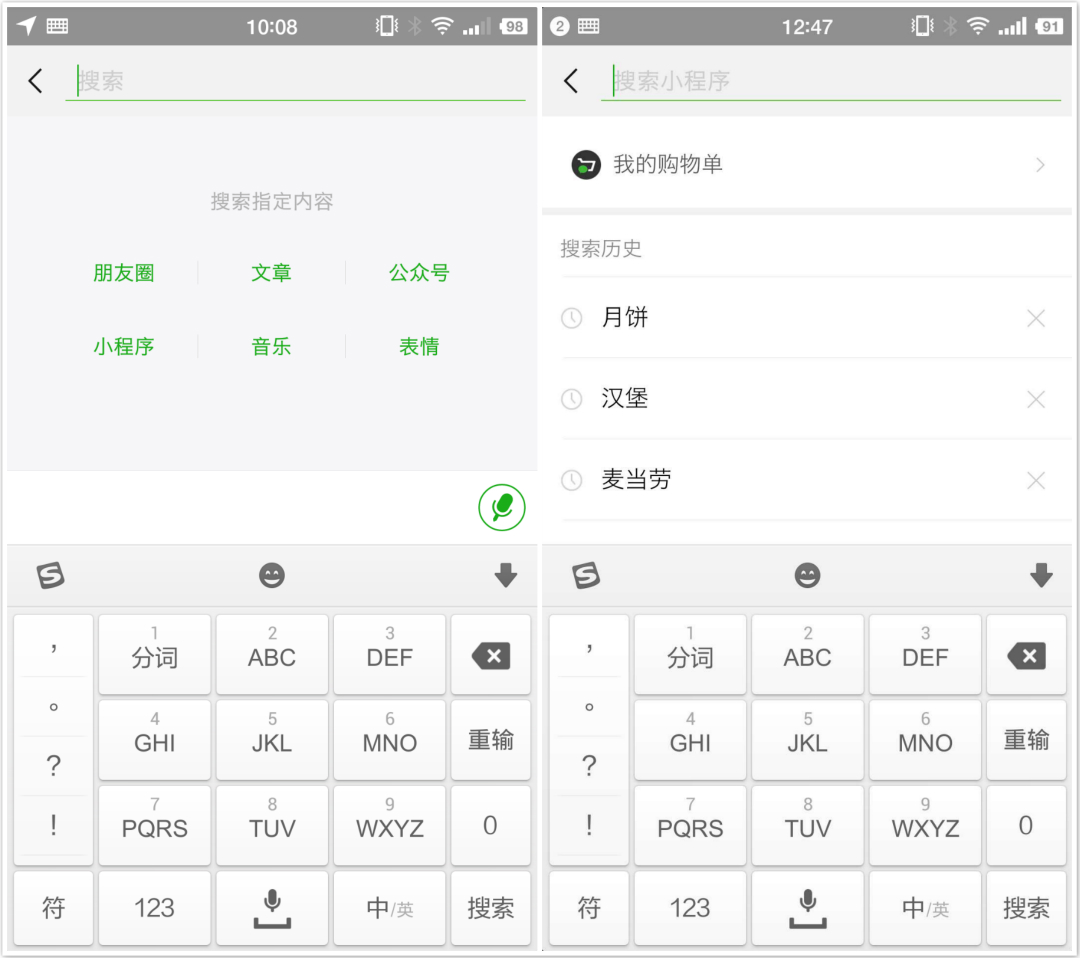 10:08
98
搜索
搜索指定内容
朋友圈 文章 公众号
小程序 音乐 表情
S
1 2 3
, 分词 ABC DEF
。
4 5 6
GHI JKL MNO 重输
?
7 8 9
! PQRS TUV WXYZ 0
符 123 中/英 搜索
2 12:47
91
搜索小程序
我的购物单
搜索历史
月饼
汉堡
麦当劳
S
1 2 3
, 分词 ABC DEF
。
4 5 6
GHI JKL MNO 重输
?
7 8 9
! PQRS TUV WXYZ 0
符 123 中/英 搜索